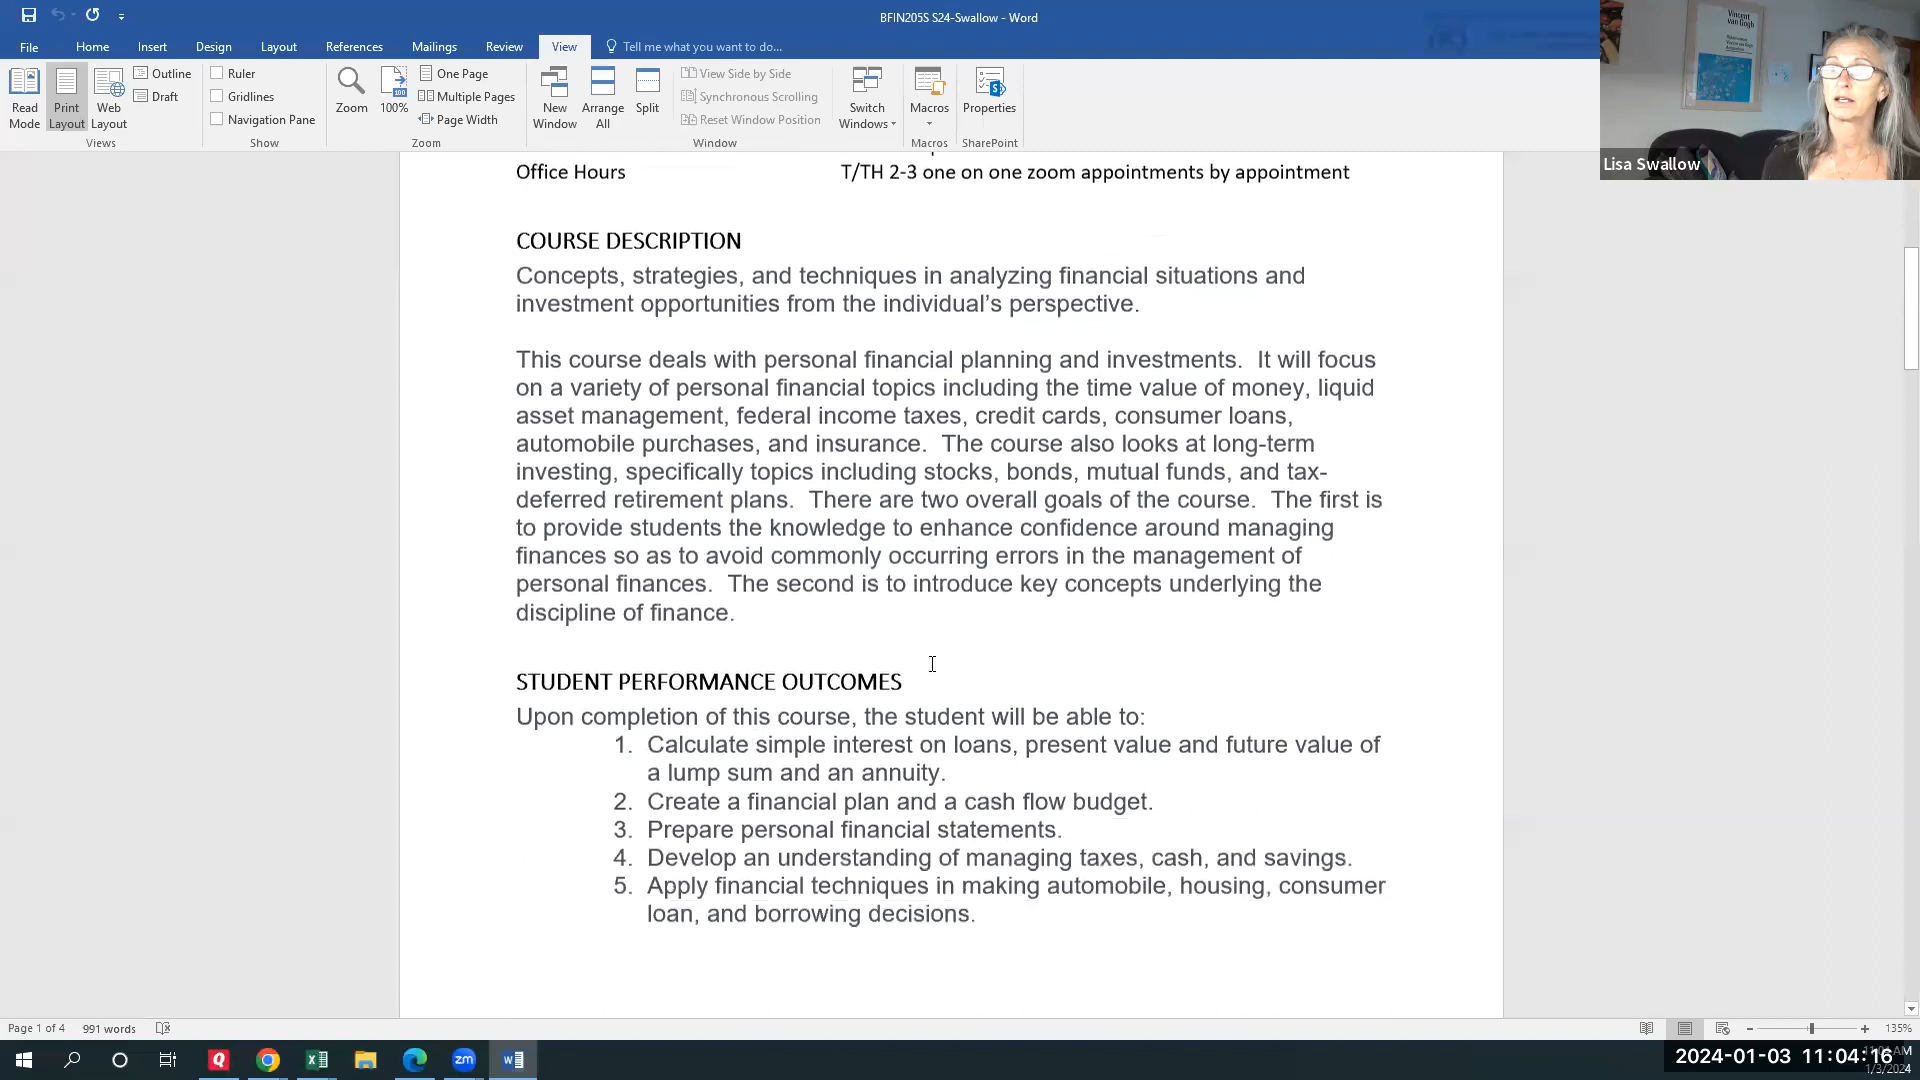 BFIN205S S24-Swallow - Word
File Home Insert Design Layout References Mailings Review View Tell me what you want to do...
Read Mode
Print Layout
Web Layout
Outline
Draft
Views
Ruler
Gridlines
Navigation Pane
Show
Zoom
100%
One Page
Multiple Pages
Page Width
Zoom
New Window
Arrange All
Split
View Side by Side
Synchronous Scrolling
Reset Window Position
Window
Switch Windows
Macros
Macros
Properties
SharePoint
Vincent van Gogh
Lisa Swallow
Office Hours T/TH 2-3 one on one zoom appointments by appointment
COURSE DESCRIPTION
Concepts, strategies, and techniques in analyzing financial situations and
investment opportunities from the individual’s perspective.
This course deals with personal financial planning and investments. It will focus
on a variety of personal financial topics including the time value of money, liquid
asset management, federal income taxes, credit cards, consumer loans,
automobile purchases, and insurance. The course also looks at long-term
investing, specifically topics including stocks, bonds, mutual funds, and tax-
deferred retirement plans. There are two overall goals of the course. The first is
to provide students the knowledge to enhance confidence around managing
finances so as to avoid commonly occurring errors in the management of
personal finances. The second is to introduce key concepts underlying the
discipline of finance.
STUDENT PERFORMANCE OUTCOMES
Upon completion of this course, the student will be able to:
1. Calculate simple interest on loans, present value and future value of
a lump sum and an annuity.
2. Create a financial plan and a cash flow budget.
3. Prepare personal financial statements.
4. Develop an understanding of managing taxes, cash, and savings.
5. Apply financial techniques in making automobile, housing, consumer
loan, and borrowing decisions.
Page 1 of 4 991 words 135%
2024-01-03 11:04:16
1/3/2024